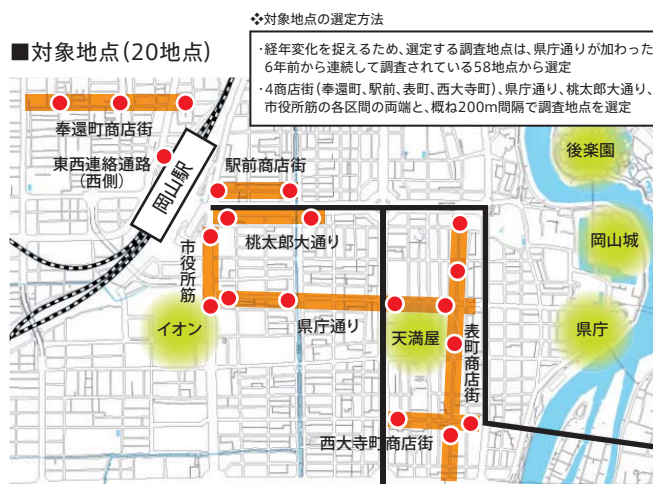 ❖対象地点の選定方法
■対象地点(20地点)
・経年変化を捉えるため、選定する調査地点は、県庁通りが加わった
6年前から連続して調査されている58地点から選定
・4商店街(奉還町、駅前、表町、西大寺町)、県庁通り、桃太郎大通り、
市役所筋の各区間の両端と、概ね200m間隔で調査地点を選定
奉還町商店街
東西連絡通路
(西側)
岡山駅
駅前商店街
後楽園
岡山城
桃太郎大通り
市役所筋
イオン
県庁通り
天満屋
表町商店街
県庁
西大寺町商店街